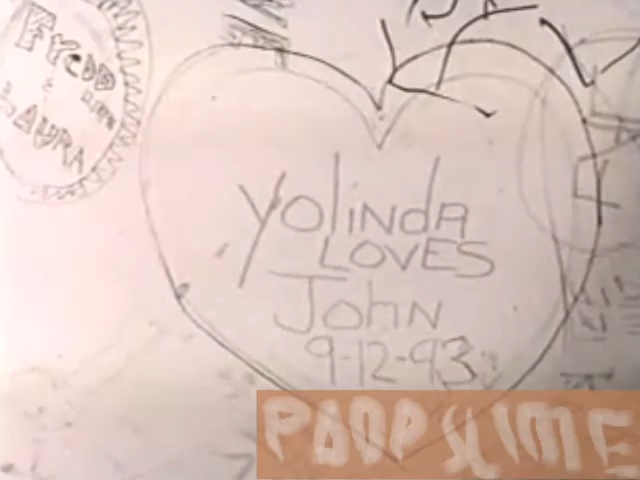 FREDD
LAURA
YOLINDA
LOVES
JOHN
9-12-93
POOP SLIME